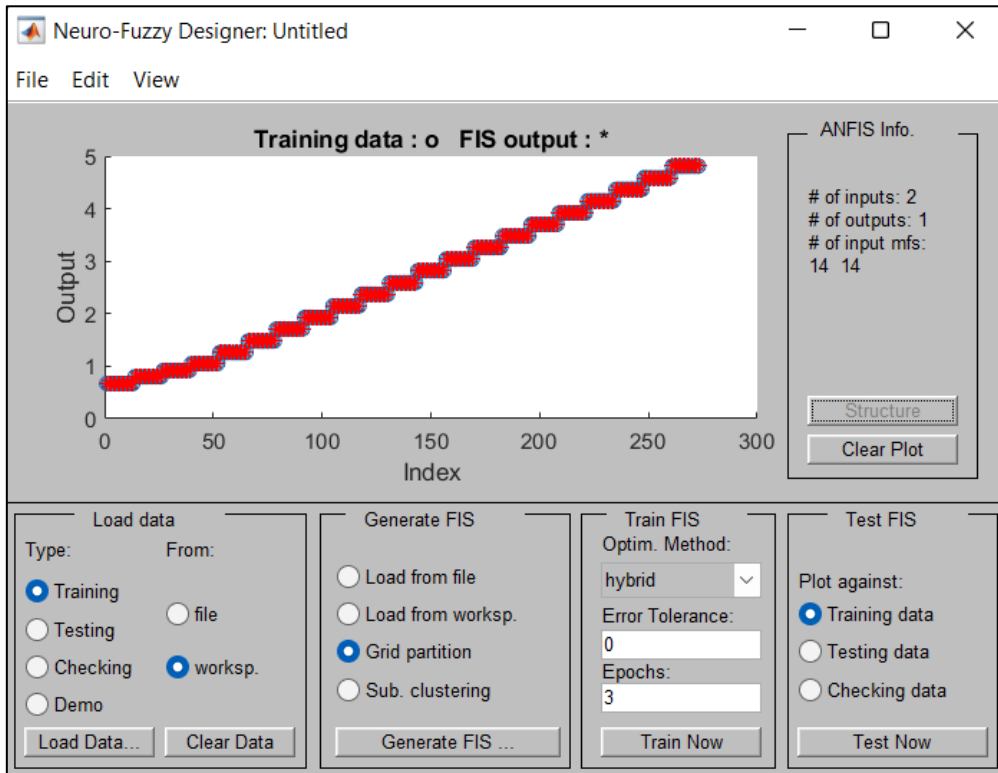 Neuro-Fuzzy Designer: Untitled
File Edit View
Training data : o FIS output : *
5
4
3
2
1
0
Output
0 50 100 150 200 250 300
Index
ANFIS Info.
# of inputs: 2
# of outputs: 1
# of input mfs:
14 14
Structure
Clear Plot
Load data
Type: From:
Training
Testing
Checking
Demo
file
worksp.
Load Data... Clear Data
Generate FIS
Load from file
Load from worksp.
Grid partition
Sub. clustering
Generate FIS ...
Train FIS
Optim. Method:
hybrid
Error Tolerance:
0
Epochs:
3
Train Now
Test FIS
Plot against:
Training data
Testing data
Checking data
Test Now